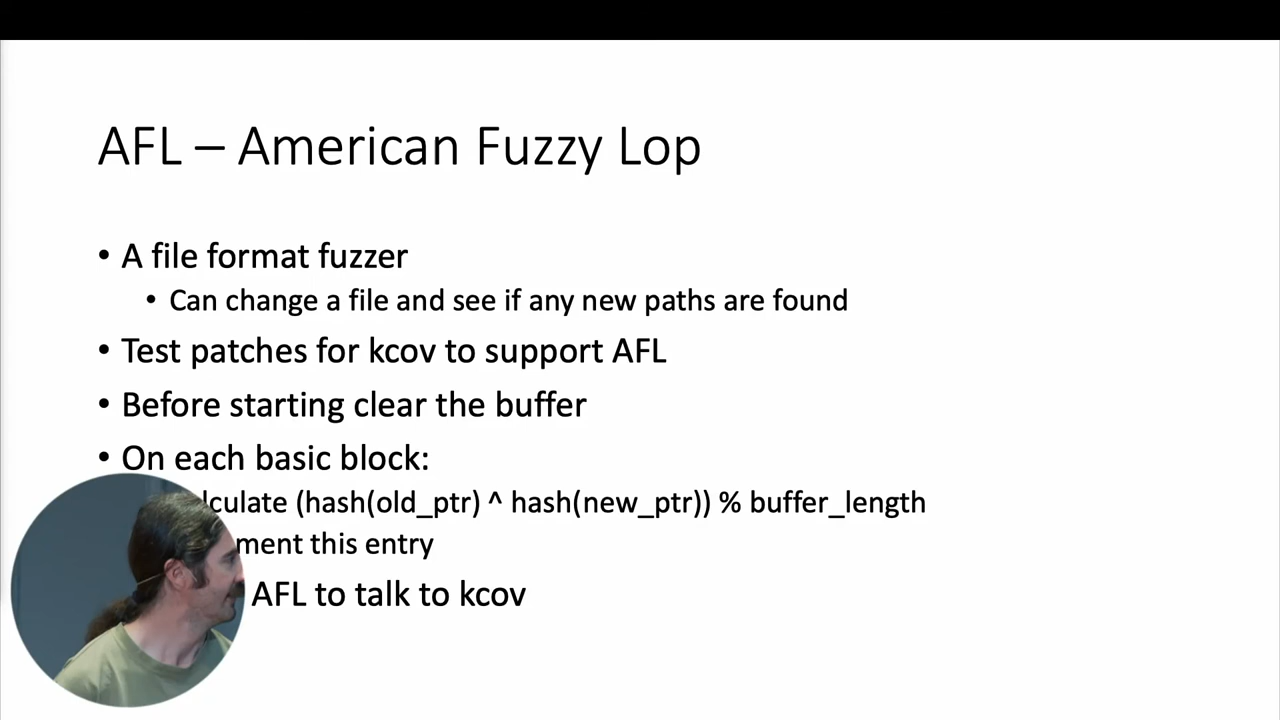 AFL – American Fuzzy Lop
• A file format fuzzer
• Can change a file and see if any new paths are found
• Test patches for kcov to support AFL
• Before starting clear the buffer
• On each basic block:
(hash(old_ptr) ^ hash(new_ptr)) % buffer_length
this entry
AFL to talk to kcov